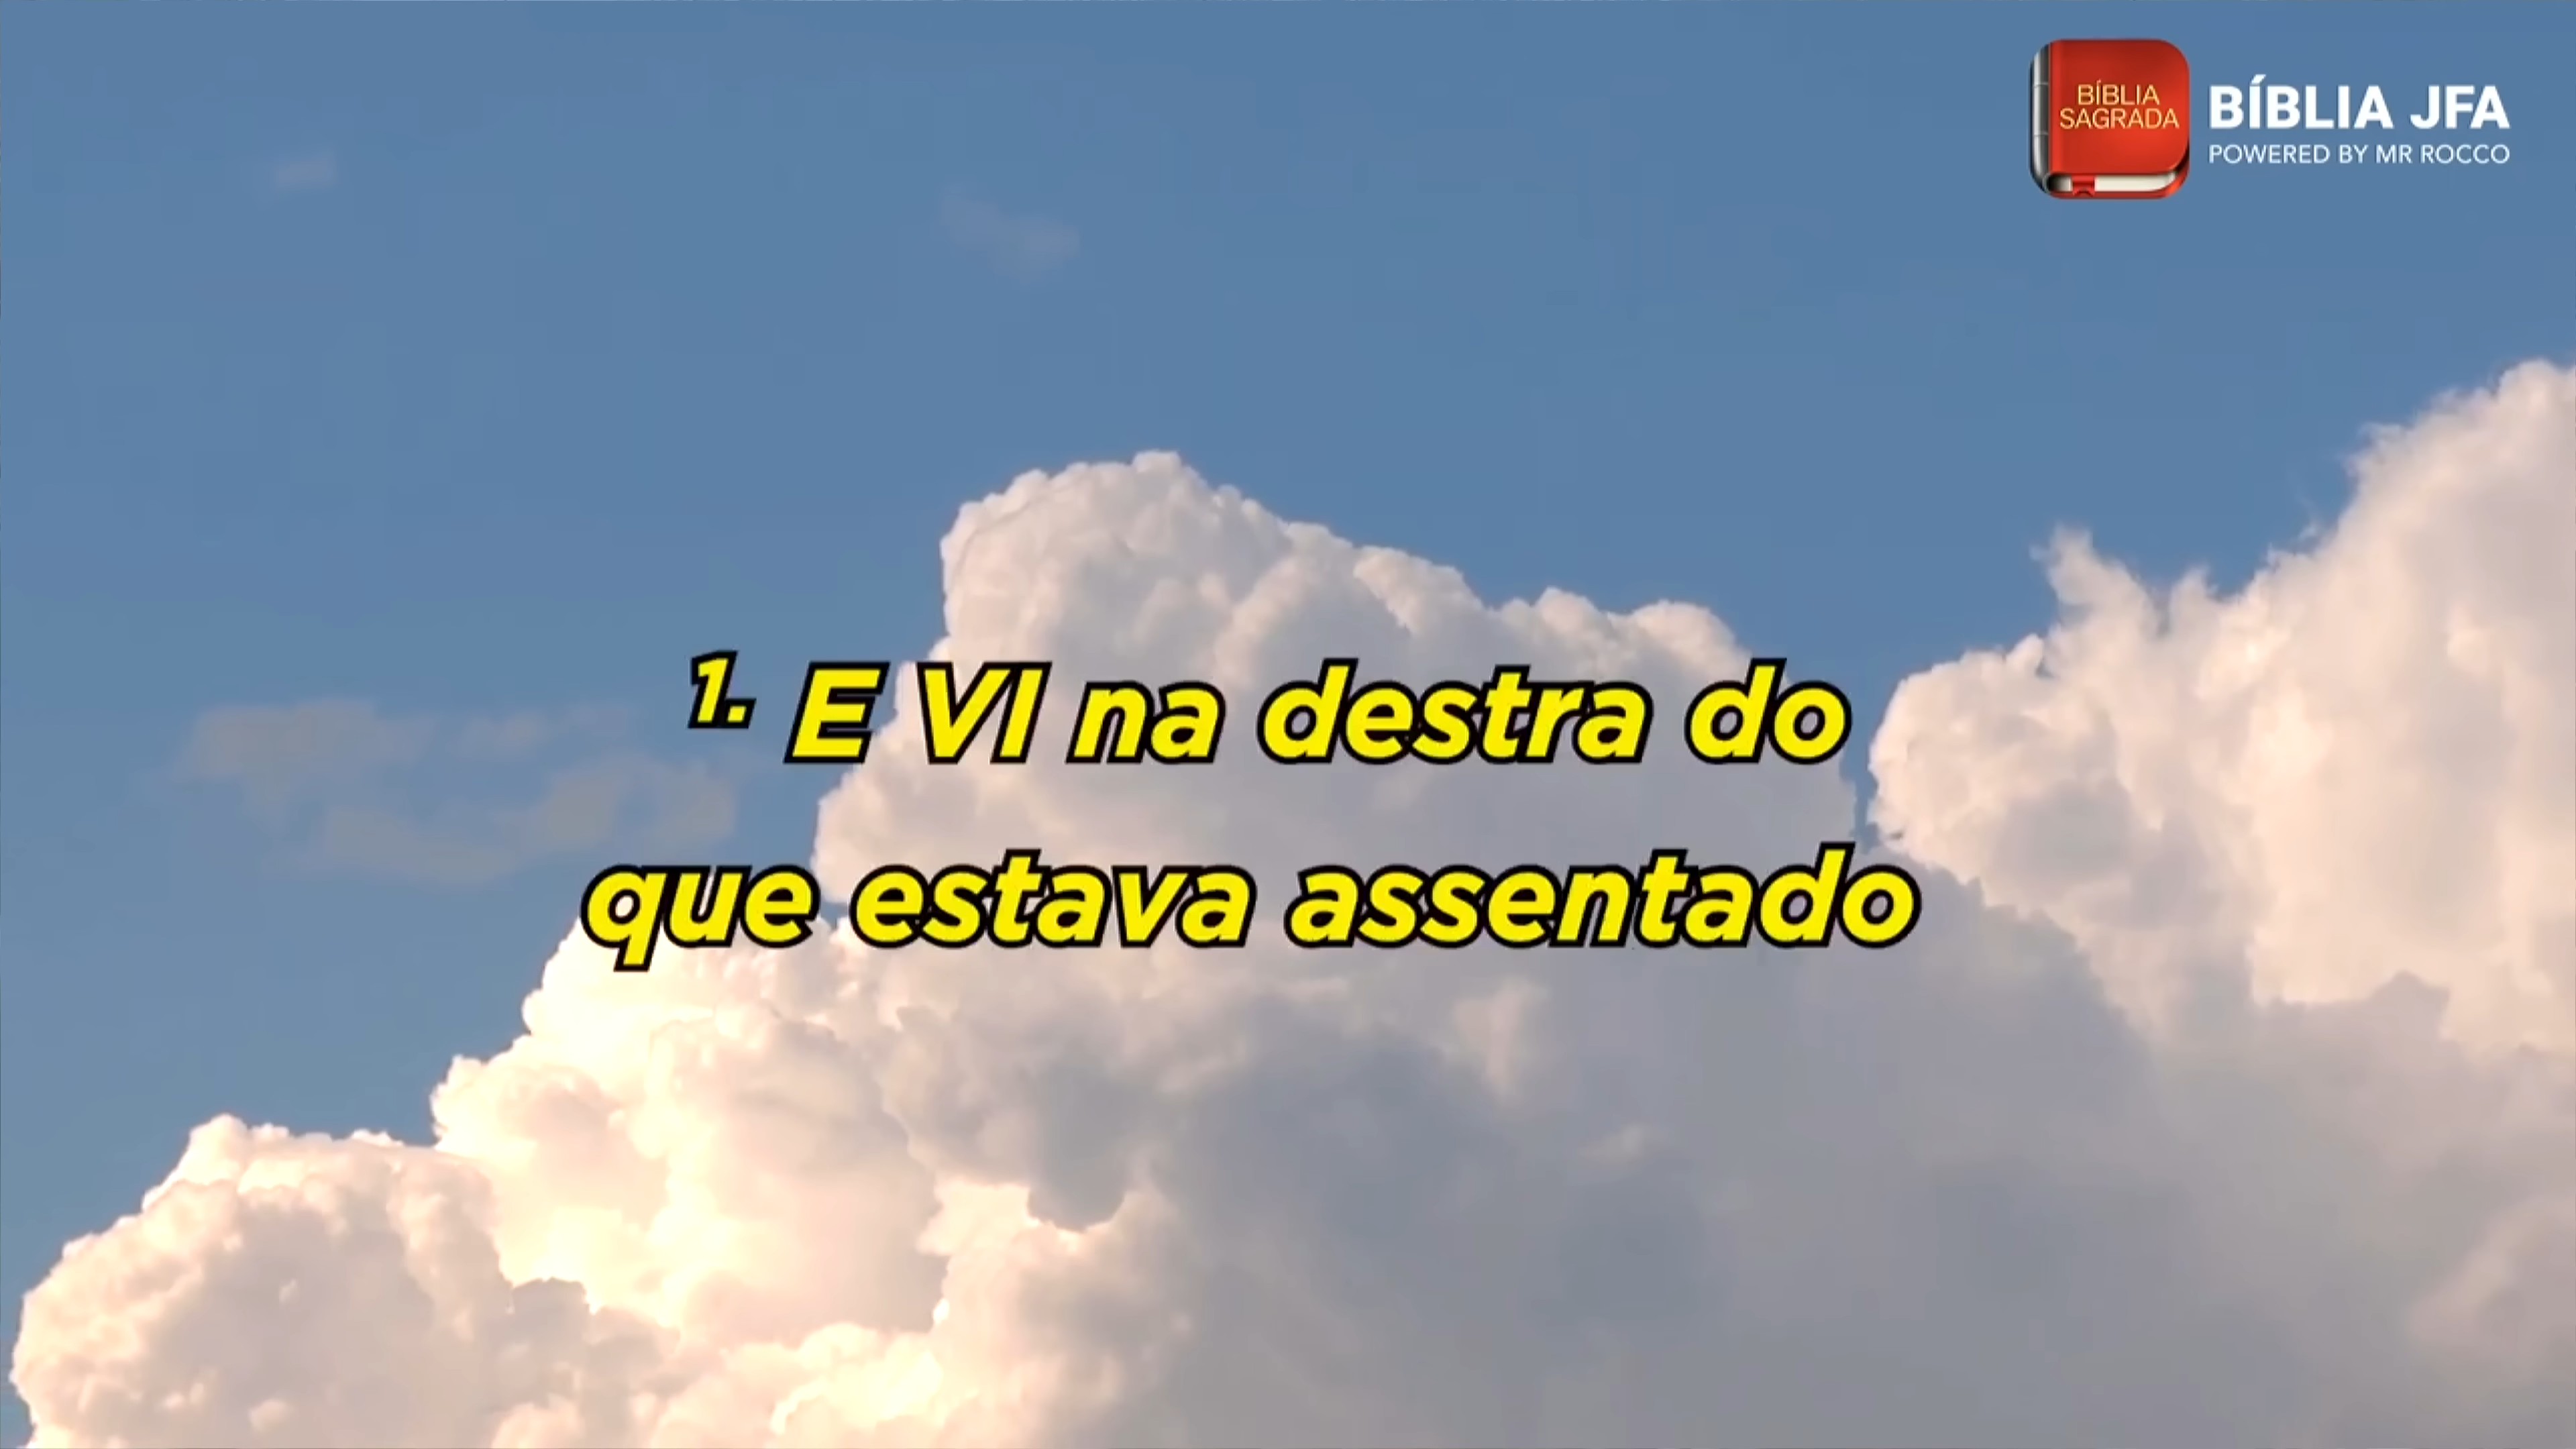 BÍBLIA
SAGRADA
BÍBLIA JFA
POWERED BY MR ROCCO
1. E VI na destra do
que estava assentado